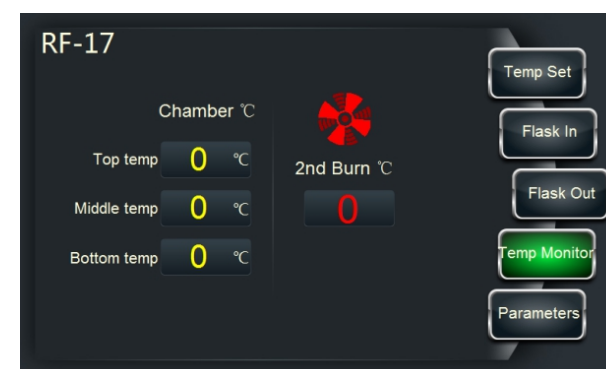 RF-17
Chamber ℃
Top temp 0 ℃
Middle temp 0 ℃
Bottom temp 0 ℃
2nd Burn ℃
0
Temp Set
Flask In
Flask Out
Temp Monitor
Parameters